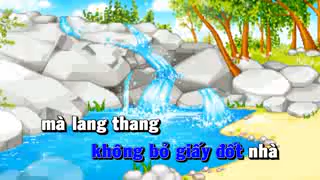 mà lang thang
không bỏ giấy đốt nhà